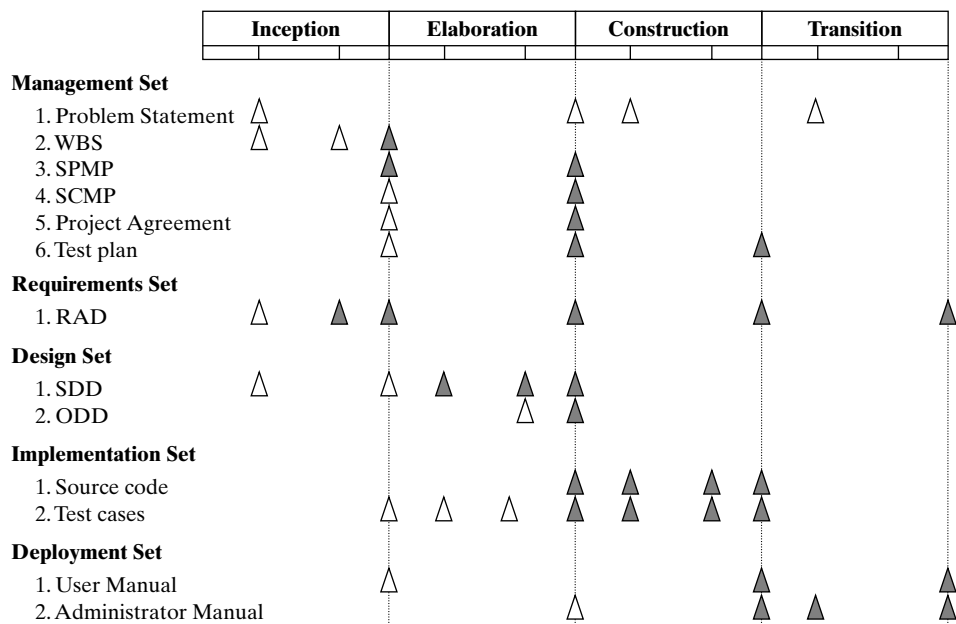 Inception Elaboration Construction Transition
Management Set
1. Problem Statement
2. WBS
3. SPMP
4. SCMP
5. Project Agreement
6. Test plan
Requirements Set
1. RAD
Design Set
1. SDD
2. ODD
Implementation Set
1. Source code
2. Test cases
Deployment Set
1. User Manual
2. Administrator Manual